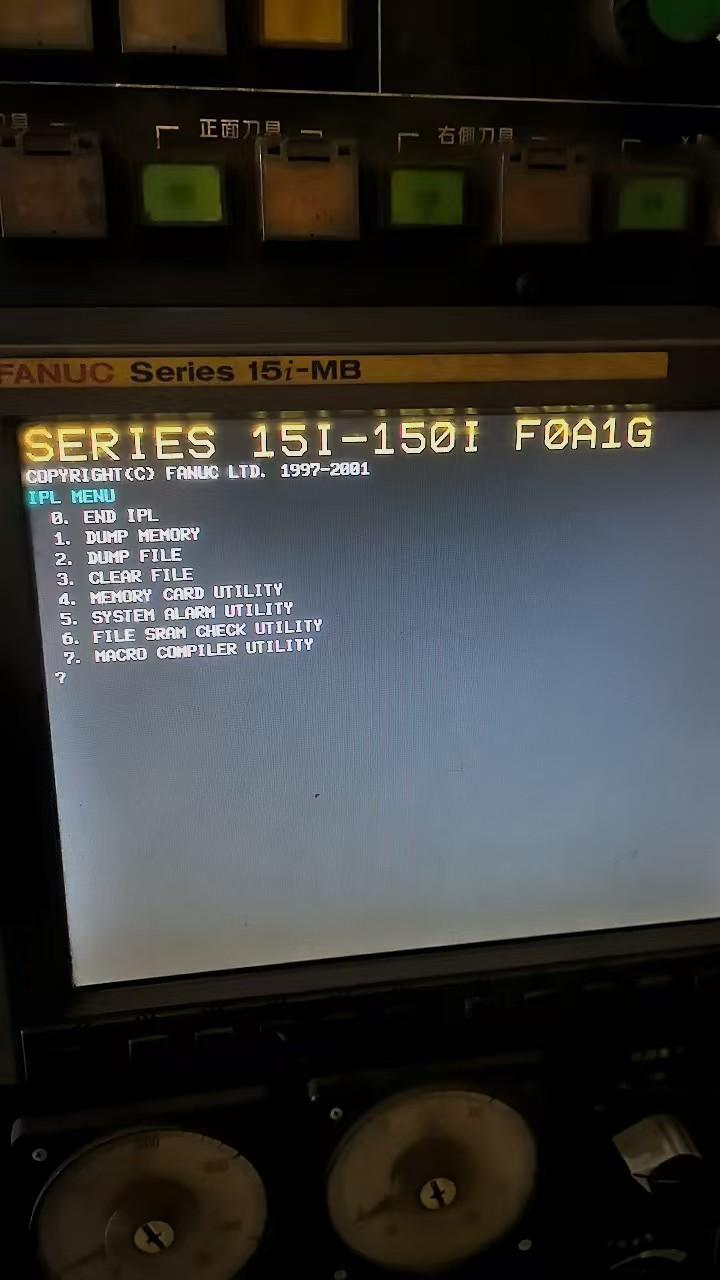 正面刀具
右側刀具
FANUC Series 15i-MB
SERIES 15I-150I F0A1G
COPYRIGHT(C) FANUC LTD. 1997-2001
IPL MENU
0. END IPL
1. DUMP MEMORY
2. DUMP FILE
3. CLEAR FILE
4. MEMORY CARD UTILITY
5. SYSTEM ALARM UTILITY
6. FILE SRAM CHECK UTILITY
7. MACRO COMPILER UTILITY
?